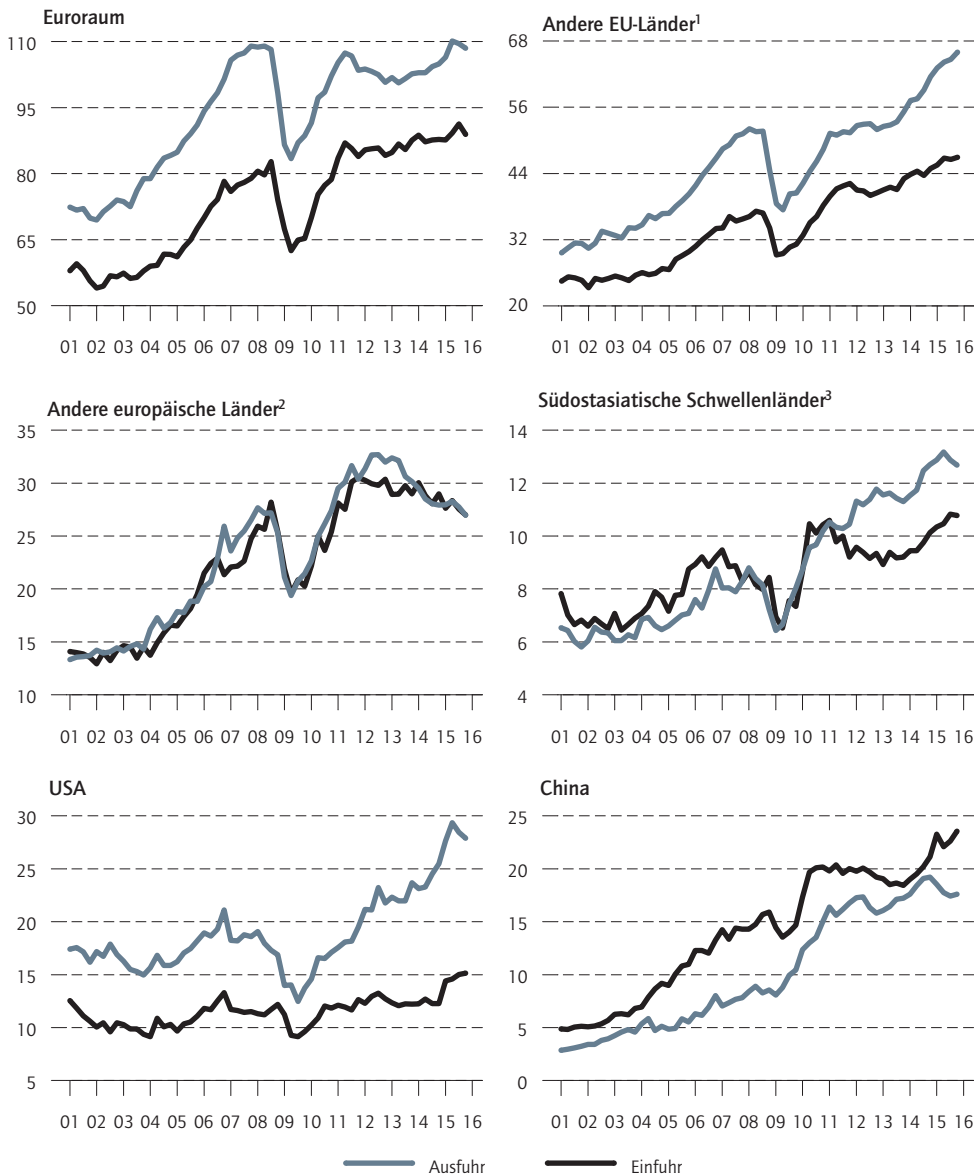 Euroraum
110
95
80
65
50
01 02 03 04 05 06 07 08 09 10 11 12 13 14 15 16
Andere EU-Länder¹
68
56
44
32
20
01 02 03 04 05 06 07 08 09 10 11 12 13 14 15 16
Andere europäische Länder²
35
30
25
20
15
10
01 02 03 04 05 06 07 08 09 10 11 12 13 14 15 16
Südostasiatische Schwellenländer³
14
12
10
8
6
4
01 02 03 04 05 06 07 08 09 10 11 12 13 14 15 16
USA
30
25
20
15
10
5
01 02 03 04 05 06 07 08 09 10 11 12 13 14 15 16
China
25
20
15
10
5
0
01 02 03 04 05 06 07 08 09 10 11 12 13 14 15 16
Ausfuhr Einfuhr